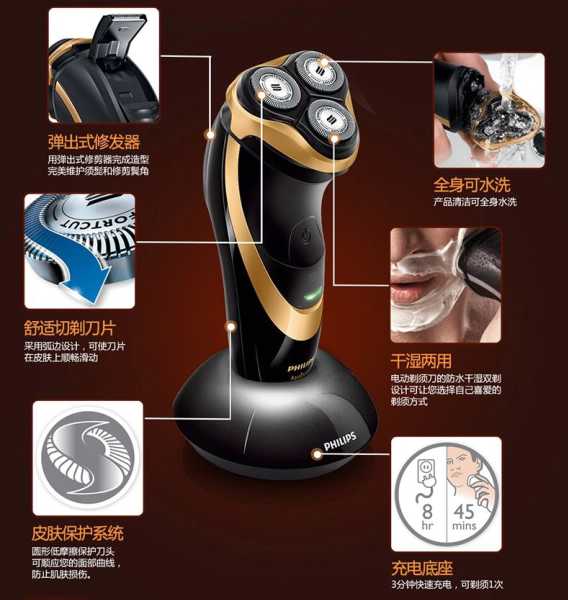 弹出式修发器
用弹出式修剪器完成造型
完美维护须髭和修剪鬓角
全身可水洗
产品清洁可全身水洗
COMFORTCUT
舒适切剃刀片
采用弧边设计，可使刀片
在皮肤上顺畅滑动
干湿两用
电动剃须刀的防水干湿双剃
设计可让您选择自己喜爱的
剃须方式
PHILIPS
PHILIPS
皮肤保护系统
圆形低摩擦保护刀头
可顺应您的面部曲线，
防止肌肤损伤。
8 45
hr mins
充电底座
3分钟快速充电，可剃须1次